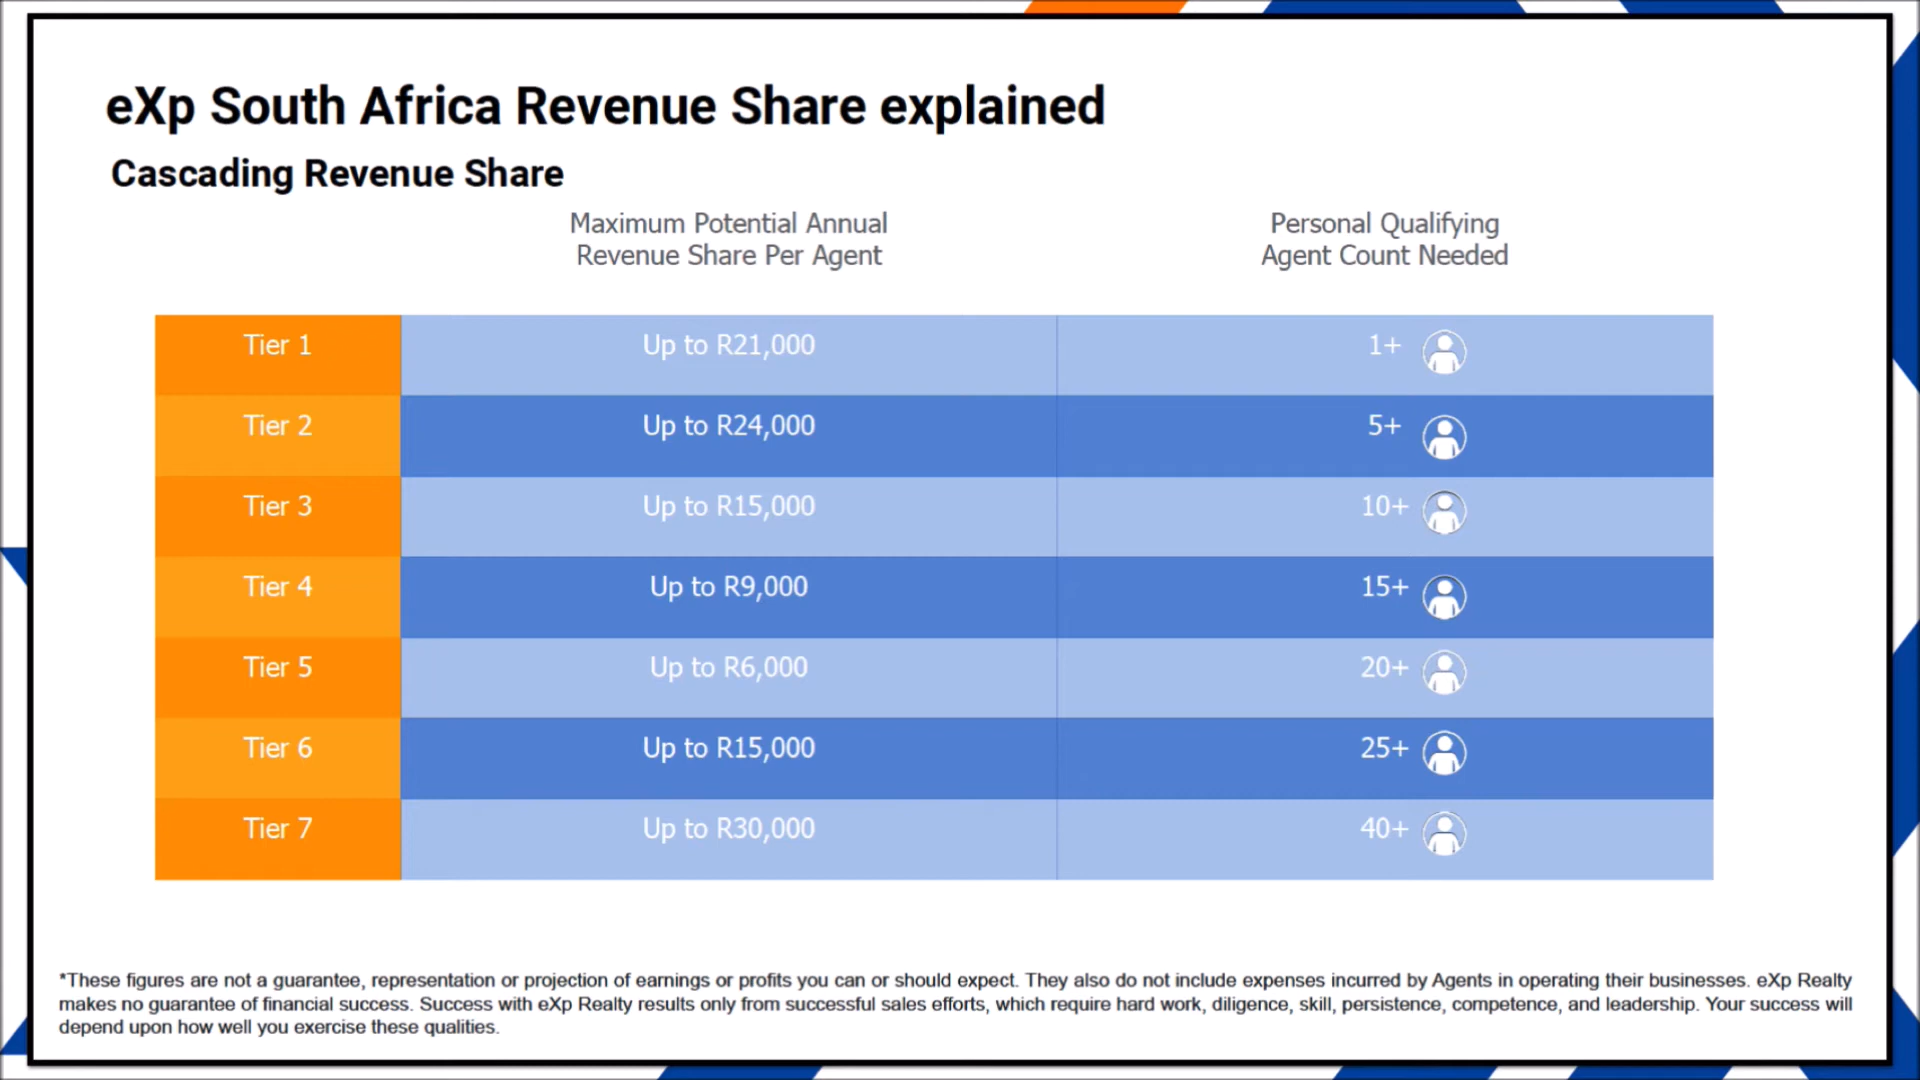 eXp South Africa Revenue Share explained
Cascading Revenue Share
Maximum Potential Annual
Revenue Share Per Agent
Personal Qualifying
Agent Count Needed
Tier 1 Up to R21,000 1+
Tier 2 Up to R24,000 5+
Tier 3 Up to R15,000 10+
Tier 4 Up to R9,000 15+
Tier 5 Up to R6,000 20+
Tier 6 Up to R15,000 25+
Tier 7 Up to R30,000 40+
*These figures are not a guarantee, representation or projection of earnings or profits you can or should expect. They also do not include expenses incurred by Agents in operating their businesses. eXp Realty
makes no guarantee of financial success. Success with eXp Realty results only from successful sales efforts, which require hard work, diligence, skill, persistence, competence, and leadership. Your success will
depend upon how well you exercise these qualities.